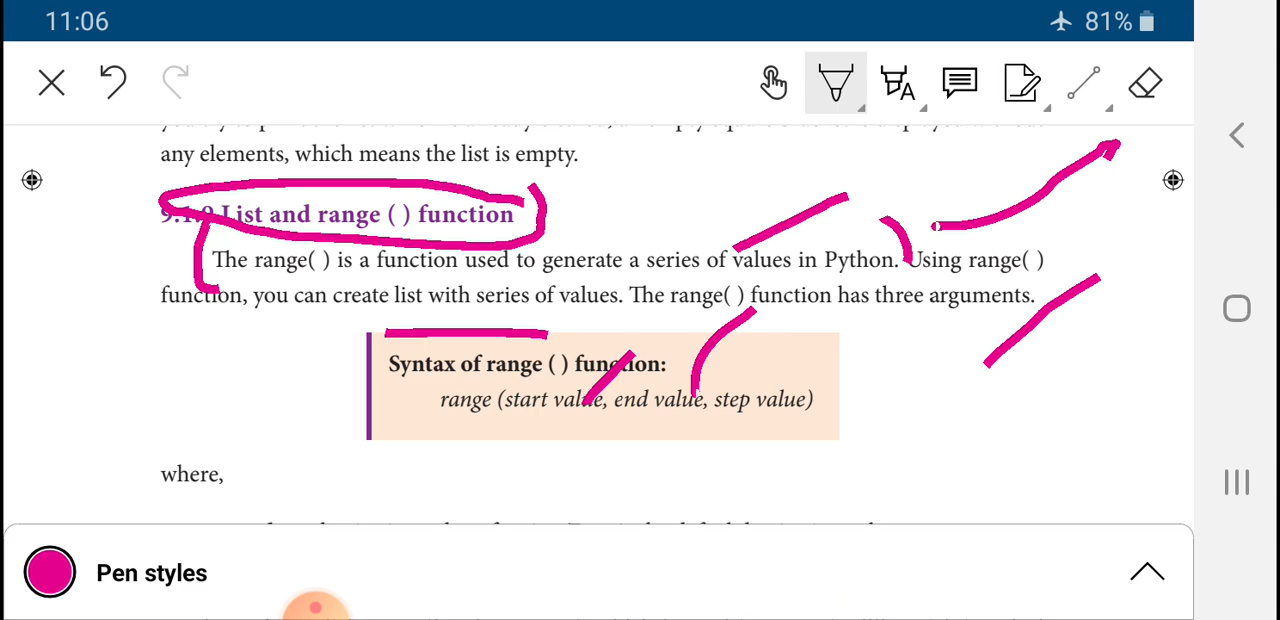 11:06
81%
any elements, which means the list is empty.
9.1.9 List and range ( ) function
The range( ) is a function used to generate a series of values in Python. Using range( )
function, you can create list with series of values. The range( ) function has three arguments.
Syntax of range ( ) function:
range (start value, end value, step value)
where,
Pen styles